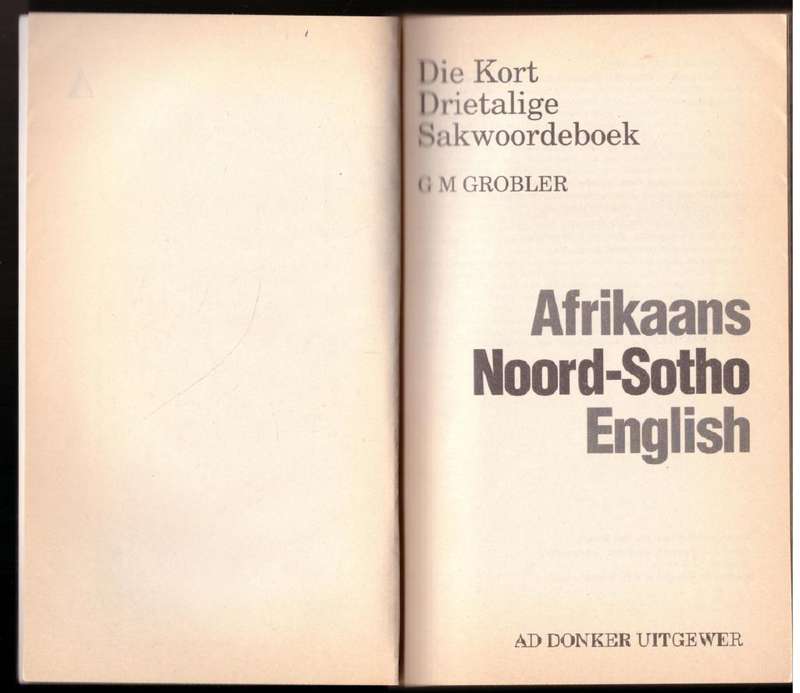 Die Kort
Drietalige
Sakwoordeboek
G M GROBLER
Afrikaans
Noord-Sotho
English
AD DONKER UITGEWER